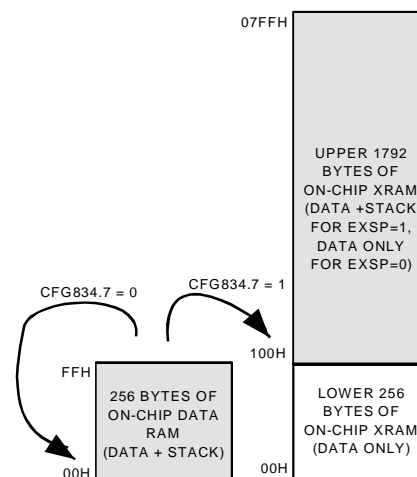 07FFH
UPPER 1792
BYTES OF
ON-CHIP XRAM
(DATA +STACK
FOR EXSP=1,
DATA ONLY
FOR EXSP=0)
CFG834.7 = 0
CFG834.7 = 1
100H
FFH
256 BYTES OF
ON-CHIP DATA
RAM
(DATA + STACK)
00H
LOWER 256
BYTES OF
ON-CHIP XRAM
(DATA ONLY)
00H